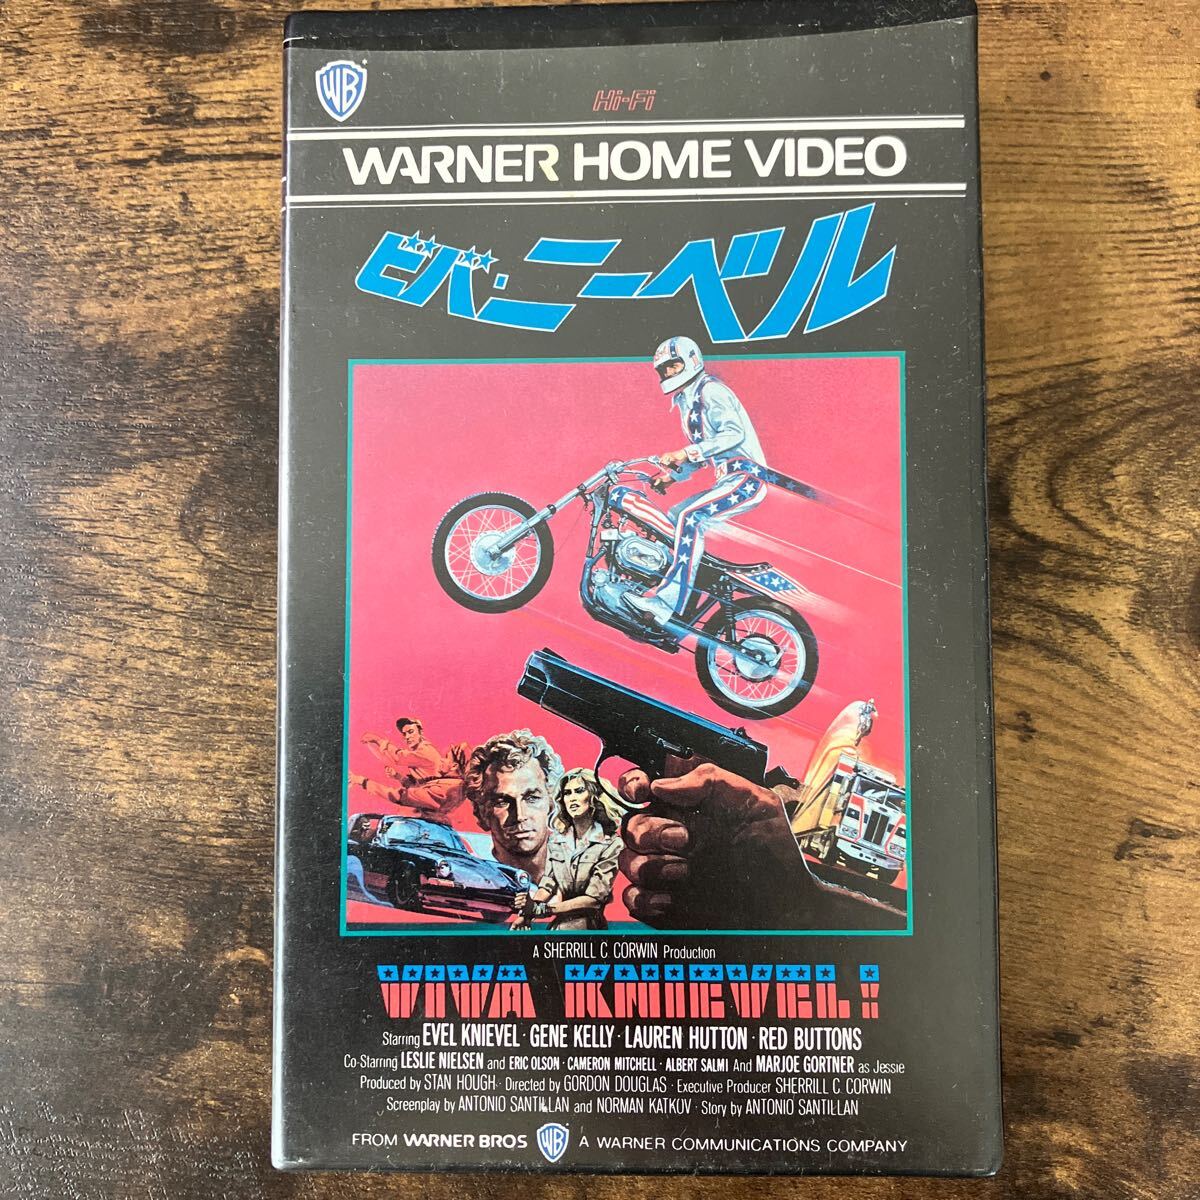 WB
Hi-Fi
WARNER HOME VIDEO
ビバ・ニーベル
A SHERRILL C. CORWIN Production
VIVA KNIEVEL!
Starring EVEL KNIEVEL · GENE KELLY · LAUREN HUTTON · RED BUTTONS
Co-Starring LESLIE NIELSEN and ERIC OLSON · CAMERON MITCHELL · ALBERT SALMI And MARJOE GORTNER as Jessie
Produced by STAN HOUGH · Directed by GORDON DOUGLAS · Executive Producer SHERRILL C. CORWIN
Screenplay by ANTONIO SANTILLAN and NORMAN KATKOV · Story by ANTONIO SANTILLAN
FROM WARNER BROS WB A WARNER COMMUNICATIONS COMPANY